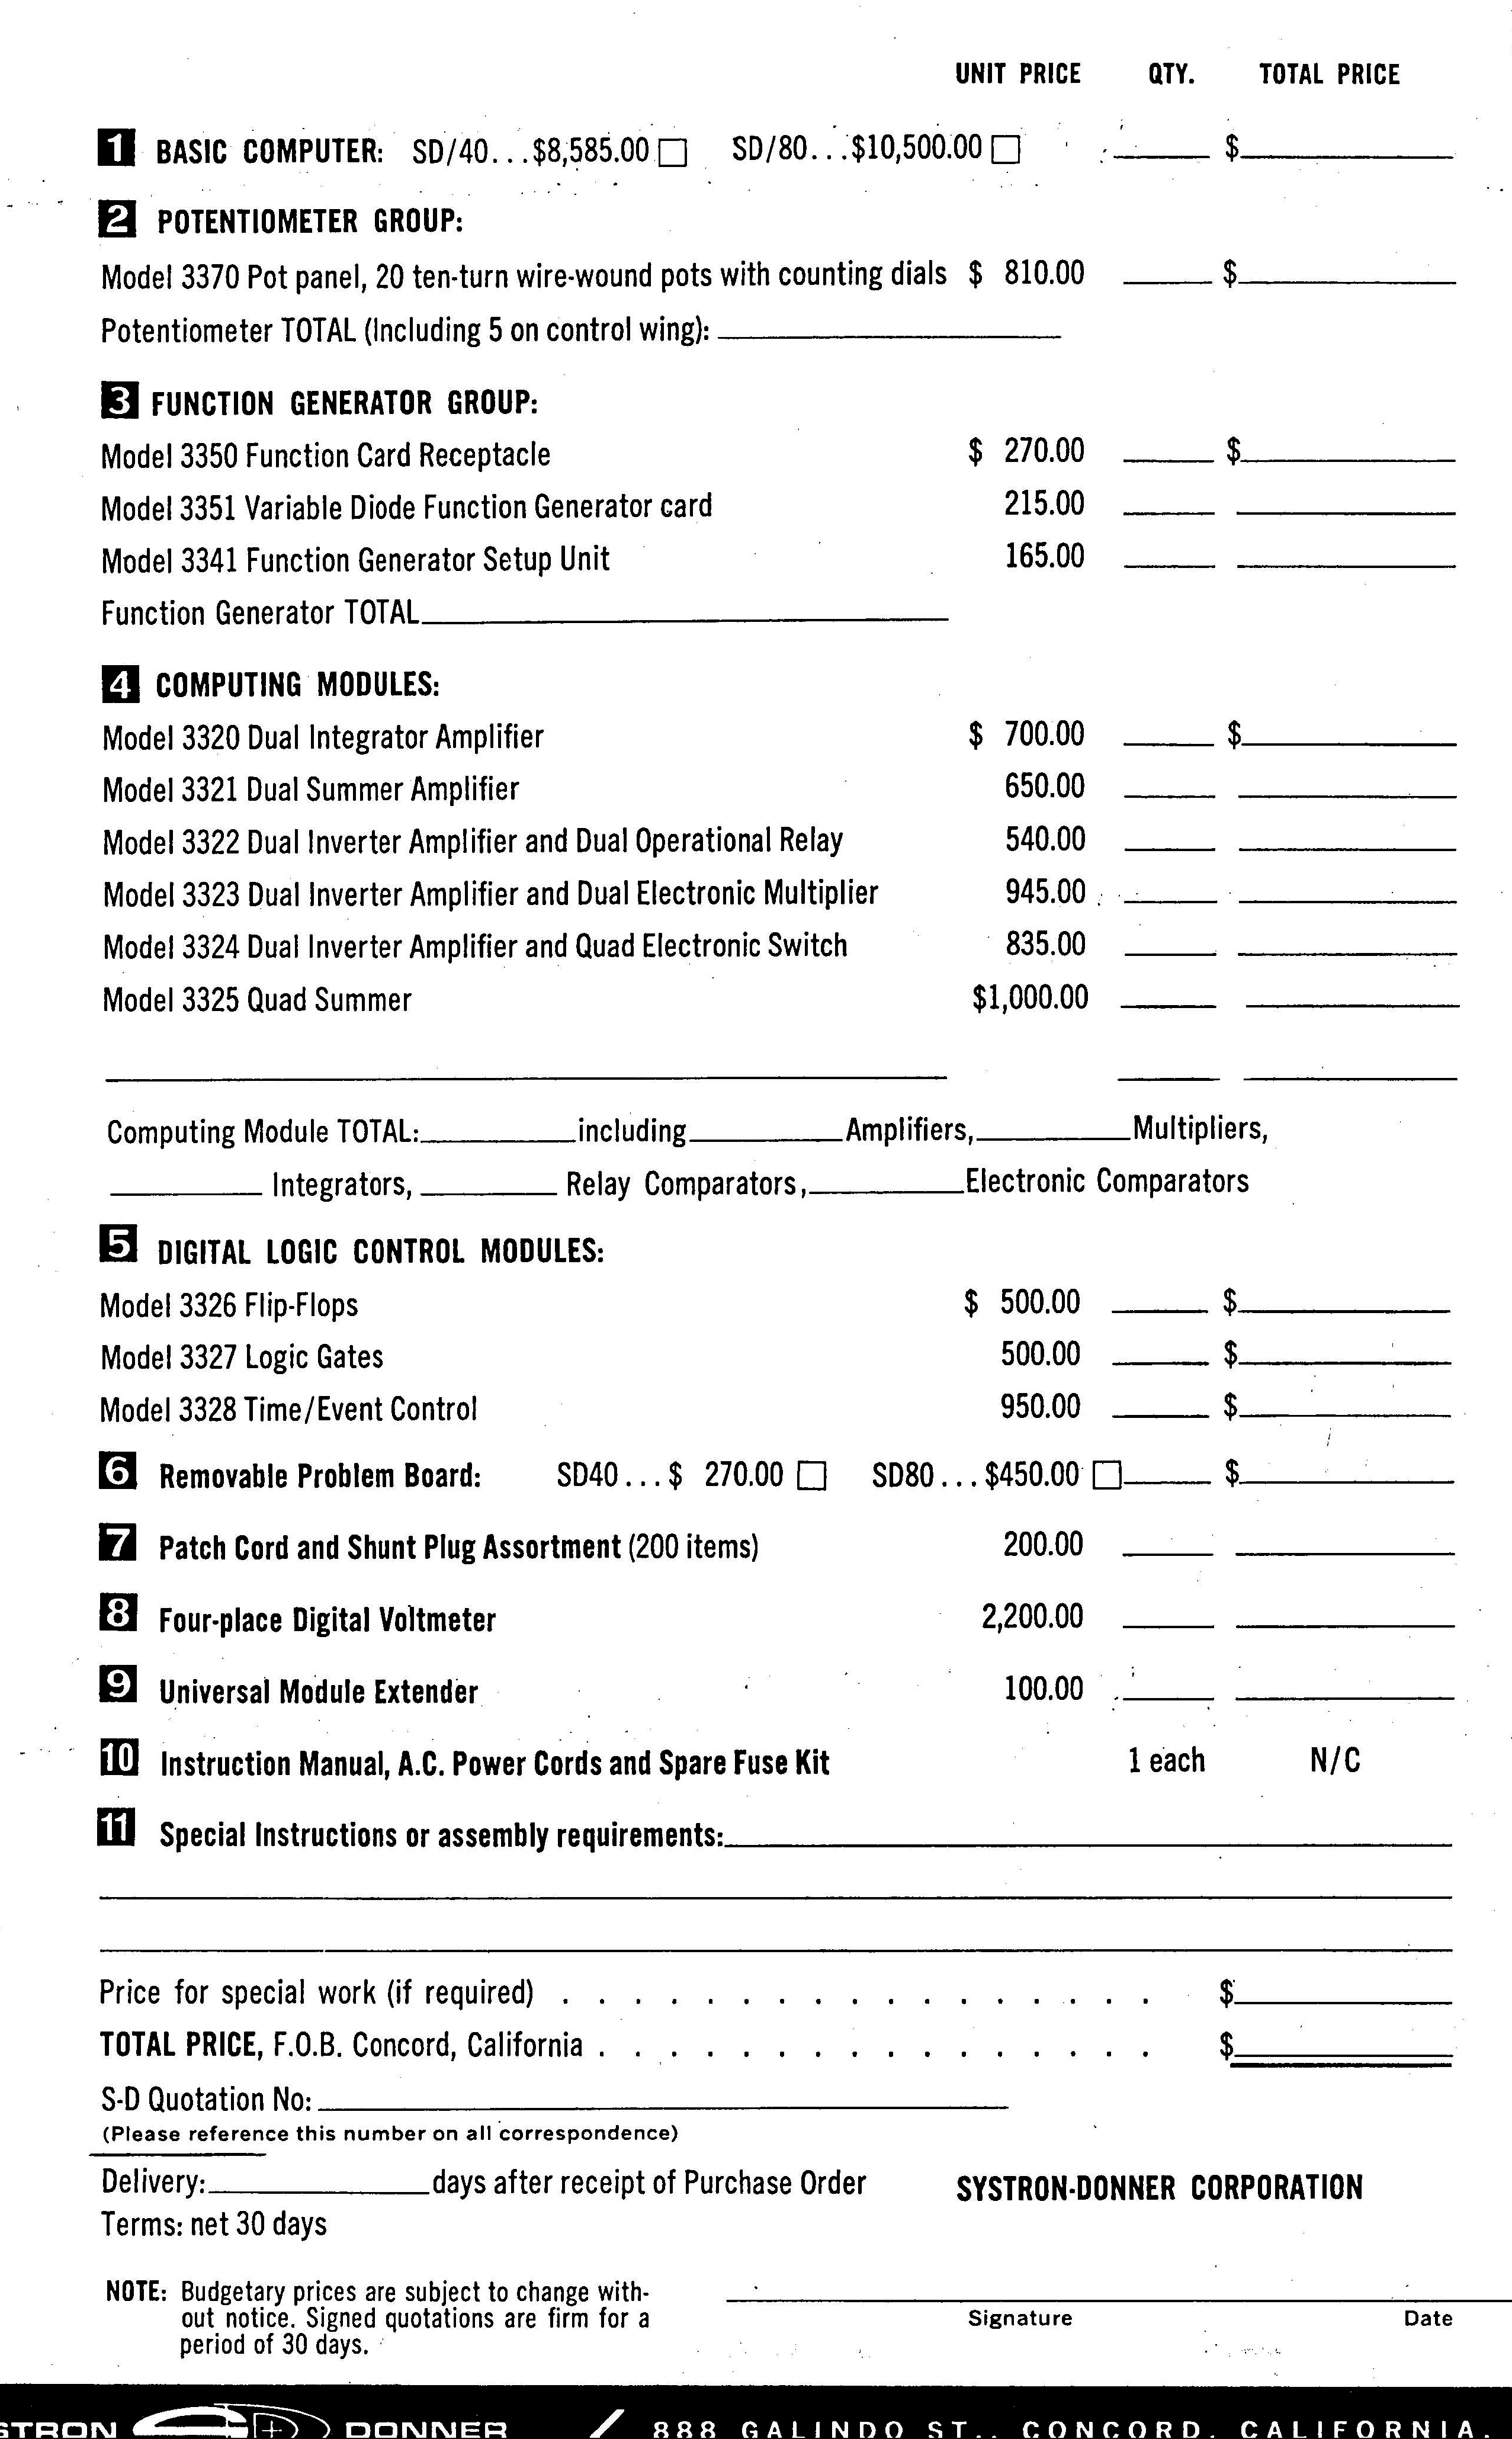 UNIT PRICE QTY. TOTAL PRICE
1 BASIC COMPUTER: SD/40...$8,585.00 □ SD/80...$10,500.00 □ ______ $______
2 POTENTIOMETER GROUP:
Model 3370 Pot panel, 20 ten-turn wire-wound pots with counting dials $ 810.00 ______ $______
Potentiometer TOTAL (Including 5 on control wing): ______
3 FUNCTION GENERATOR GROUP:
Model 3350 Function Card Receptacle $ 270.00 ______ $______
Model 3351 Variable Diode Function Generator card 215.00 ______ ______
Model 3341 Function Generator Setup Unit 165.00 ______ ______
Function Generator TOTAL______
4 COMPUTING MODULES:
Model 3320 Dual Integrator Amplifier $ 700.00 ______ $______
Model 3321 Dual Summer Amplifier 650.00 ______ ______
Model 3322 Dual Inverter Amplifier and Dual Operational Relay 540.00 ______ ______
Model 3323 Dual Inverter Amplifier and Dual Electronic Multiplier 945.00 ______ ______
Model 3324 Dual Inverter Amplifier and Quad Electronic Switch 835.00 ______ ______
Model 3325 Quad Summer $1,000.00 ______ ______
Computing Module TOTAL:______including______Amplifiers,______Multipliers,
______ Integrators, ______ Relay Comparators,______Electronic Comparators
5 DIGITAL LOGIC CONTROL MODULES:
Model 3326 Flip-Flops $ 500.00 ______ $______
Model 3327 Logic Gates 500.00 ______ $______
Model 3328 Time/Event Control 950.00 ______ $______
6 Removable Problem Board: SD40...$ 270.00 □ SD80...$450.00 □______ $______
7 Patch Cord and Shunt Plug Assortment (200 items) 200.00 ______ ______
8 Four-place Digital Voltmeter 2,200.00 ______ ______
9 Universal Module Extender 100.00 ______ ______
10 Instruction Manual, A.C. Power Cords and Spare Fuse Kit 1 each N/C
11 Special Instructions or assembly requirements:______
Price for special work (if required) . . . . . . . . . . . . . . . . . $______
TOTAL PRICE, F.O.B. Concord, California . . . . . . . . . . . . . . . . $______
S-D Quotation No: ______
(Please reference this number on all correspondence)
Delivery:______days after receipt of Purchase Order SYSTRON-DONNER CORPORATION
Terms: net 30 days
NOTE: Budgetary prices are subject to change with-
out notice. Signed quotations are firm for a
period of 30 days.
Signature Date
STRON DONNER / 888 GALINDO ST., CONCORD, CALIFORNIA.